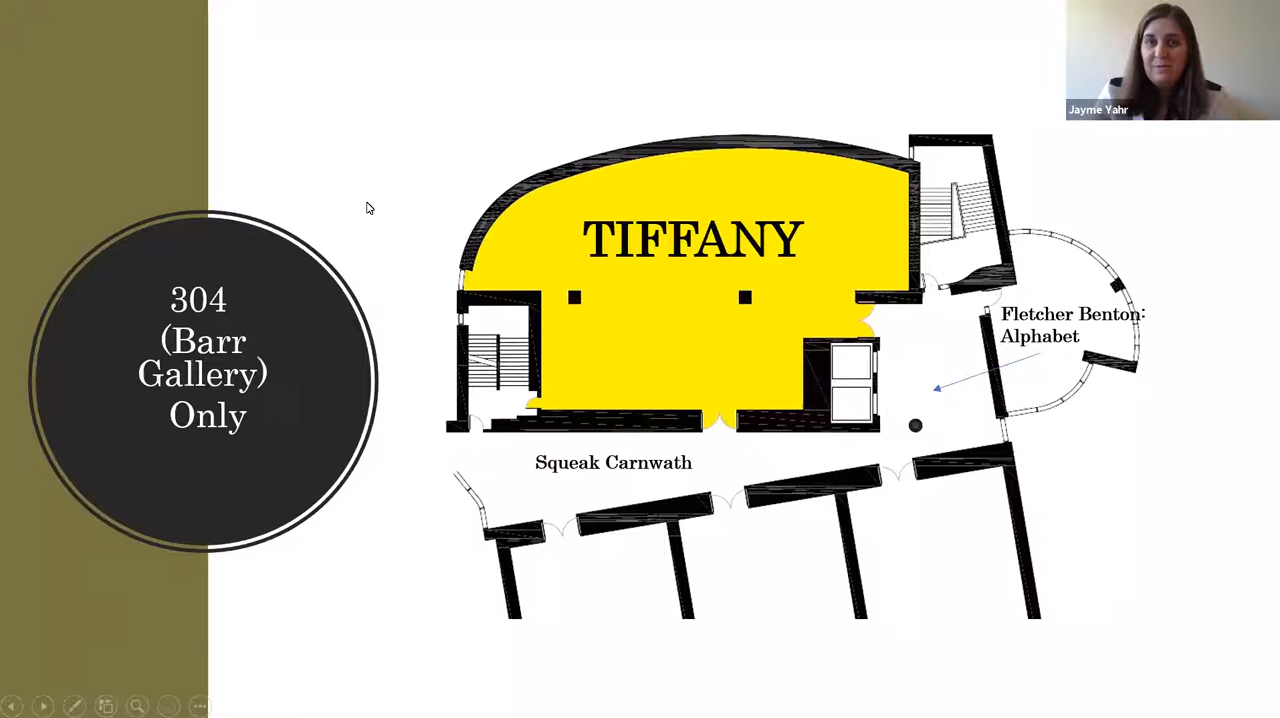 Jayme Yahr
TIFFANY
304
(Barr
Gallery)
Only
Fletcher Benton:
Alphabet
Squeak Carnwath